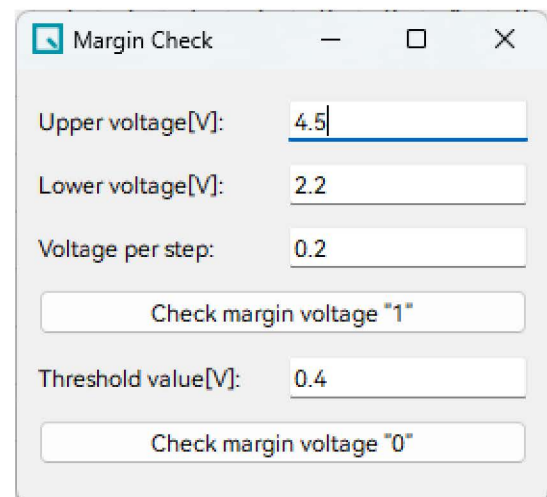 Margin Check
Upper voltage[V]: 4.5
Lower voltage[V]: 2.2
Voltage per step: 0.2
Check margin voltage "1"
Threshold value[V]: 0.4
Check margin voltage "0"